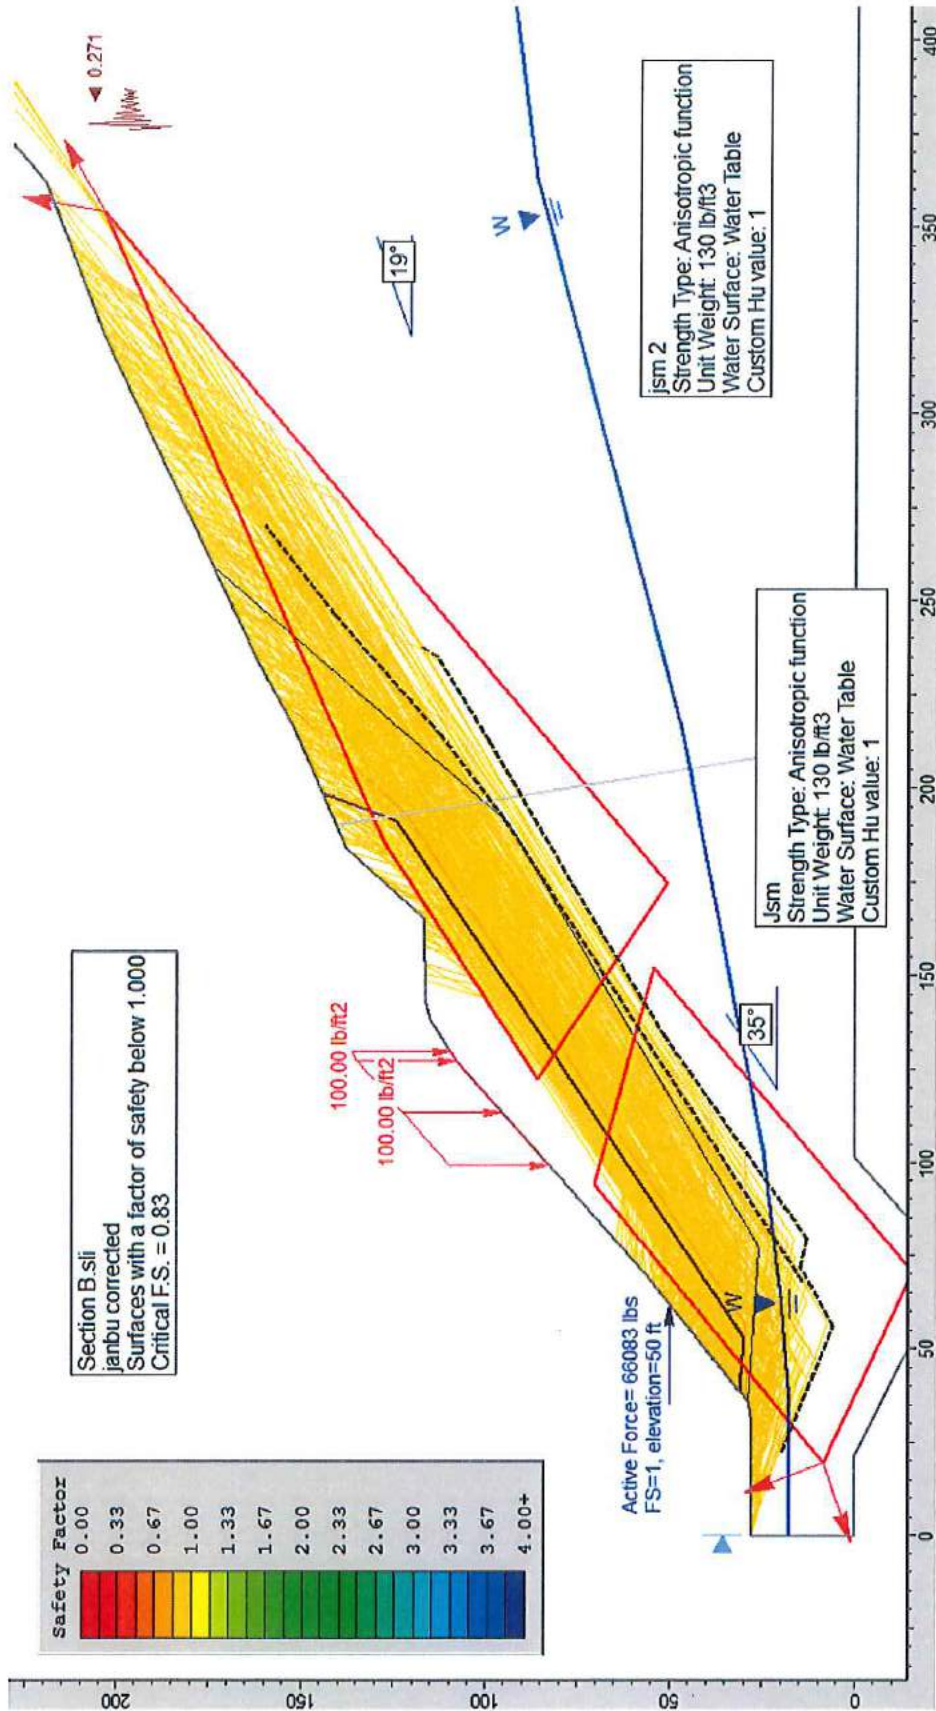 Safety Factor
0.00
0.33
0.67
1.00
1.33
1.67
2.00
2.33
2.67
3.00
3.33
3.67
4.00+
Section B.sli
janbu corrected
Surfaces with a factor of safety below 1.000
Critical F.S. = 0.83
0.271
100.00 lb/ft2
100.00 lb/ft2
19°
W
Active Force= 66083 lbs
FS=1, elevation=50 ft
W
35°
jsm 2
Strength Type: Anisotropic function
Unit Weight: 130 lb/ft3
Water Surface: Water Table
Custom Hu value: 1
Jsm
Strength Type: Anisotropic function
Unit Weight: 130 lb/ft3
Water Surface: Water Table
Custom Hu value: 1
200
150
100
50
0
0
50
100
150
200
250
300
350
400